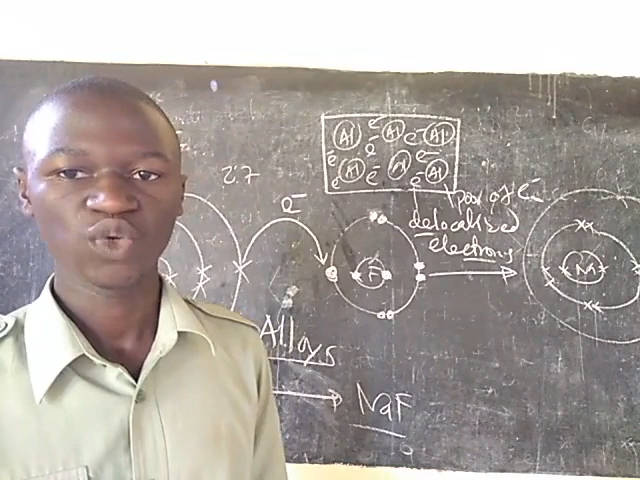 Al e⁻ Al e⁻ Al
e⁻ Al e⁻ Al e⁻ Al
2.7
e⁻
pool of e⁻
delocalised
electrons
F
Alloys
NaF